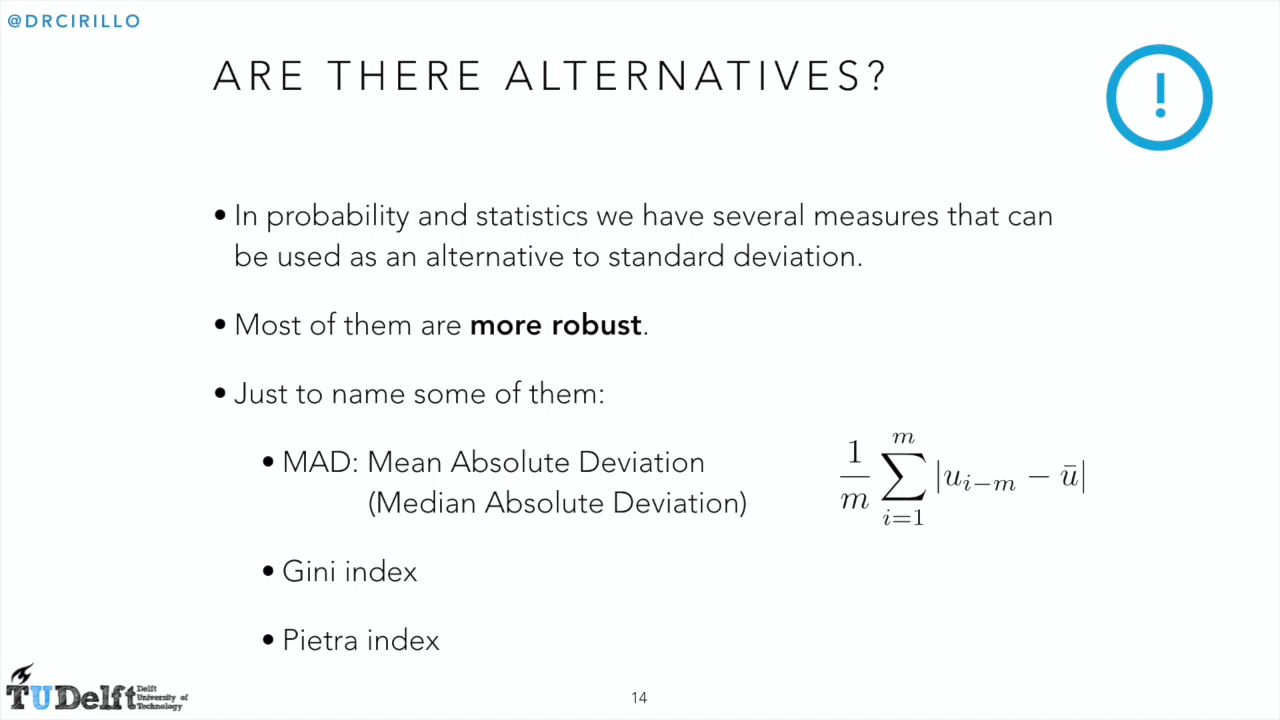 @DRCIRILLO
ARE THERE ALTERNATIVES?
!
• In probability and statistics we have several measures that can
be used as an alternative to standard deviation.
• Most of them are more robust.
• Just to name some of them:
• MAD: Mean Absolute Deviation
(Median Absolute Deviation)
\frac{1}{m} \sum_{i=1}^{m} |u_{i-m} - \bar{u}|
• Gini index
• Pietra index
TUDelft Delft
University of
Technology
14